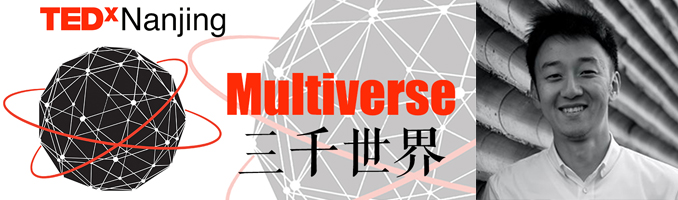 TEDxNanjing
Multiverse
三千世界